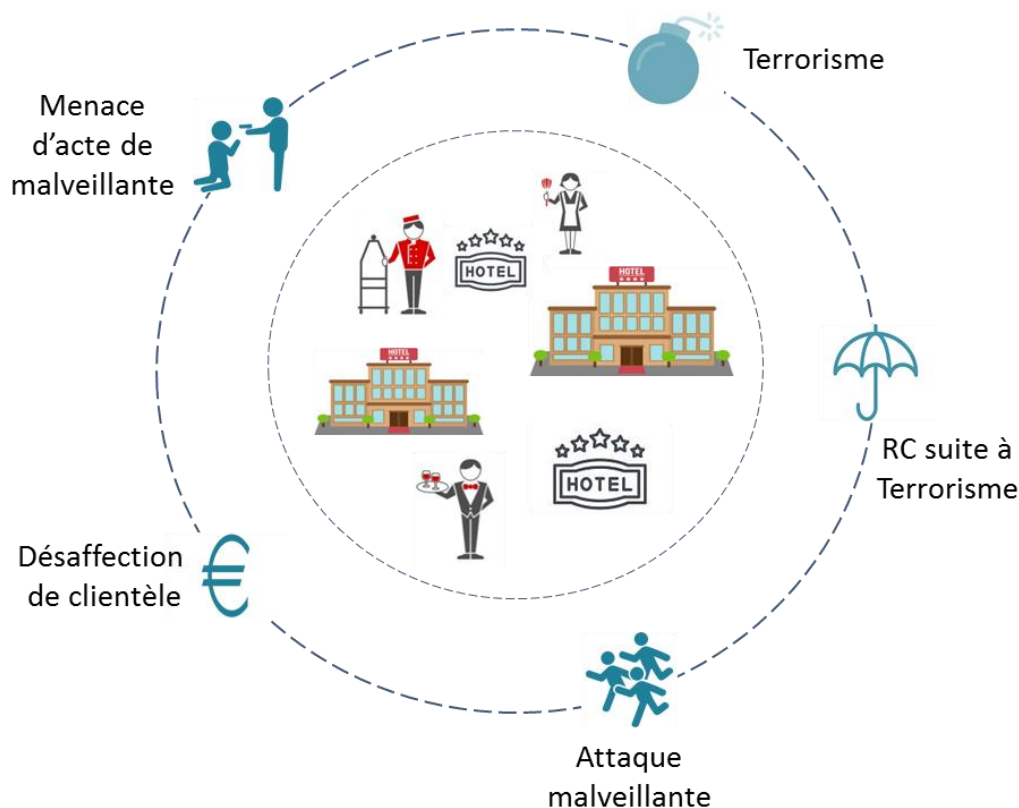 Terrorisme
Menace
d’acte de
malveillante
HOTEL
HOTEL
HOTEL
HOTEL
RC suite à
Terrorisme
Désaffection
de clientèle
€
Attaque
malveillante